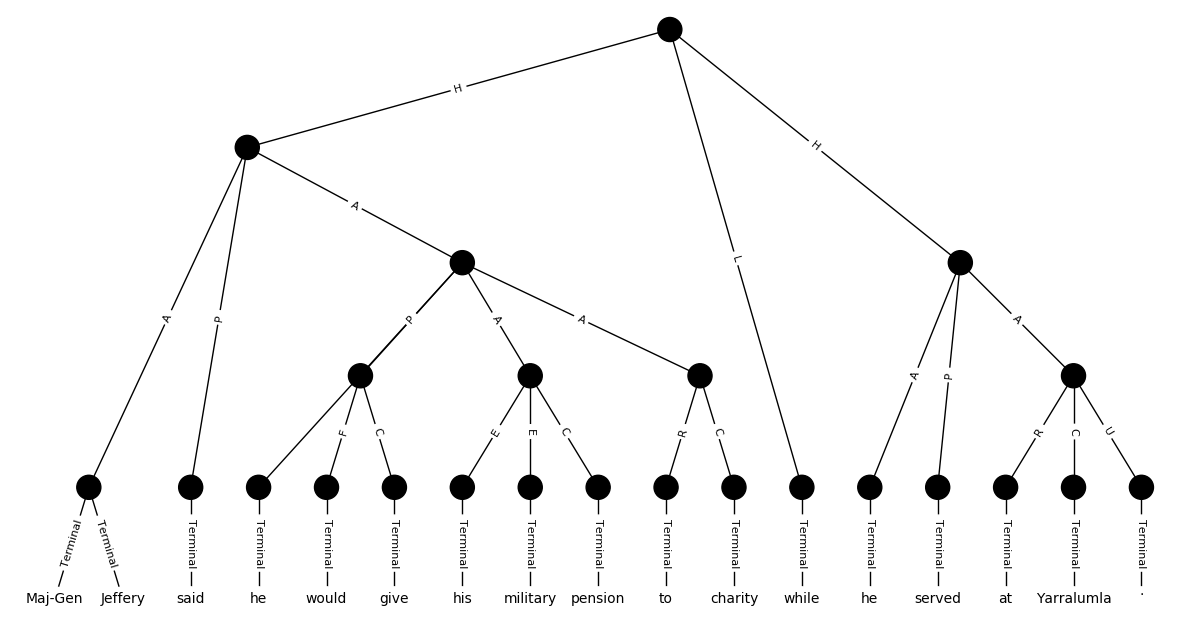 H
H
A
L
A
P
P
A
A
A
A
P
F
C
E
E
C
R
C
R
C
U
Terminal Terminal Terminal Terminal Terminal Terminal Terminal Terminal Terminal Terminal Terminal Terminal Terminal Terminal Terminal Terminal Terminal
Maj-Gen Jeffery said he would give his military pension to charity while he served at Yarralumla .